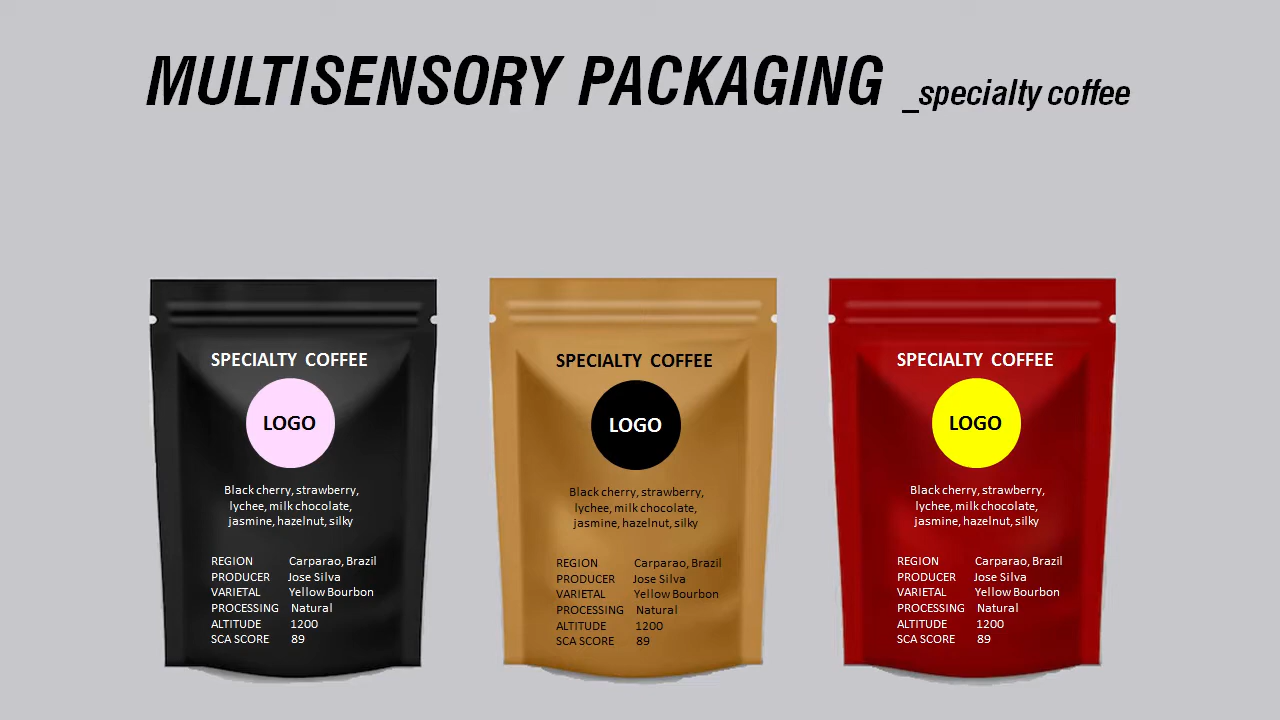 MULTISENSORY PACKAGING _specialty coffee
SPECIALTY COFFEE
LOGO
Black cherry, strawberry,
lychee, milk chocolate,
jasmine, hazelnut, silky
REGION Carparao, Brazil
PRODUCER Jose Silva
VARIETAL Yellow Bourbon
PROCESSING Natural
ALTITUDE 1200
SCA SCORE 89
SPECIALTY COFFEE
LOGO
Black cherry, strawberry,
lychee, milk chocolate,
jasmine, hazelnut, silky
REGION Carparao, Brazil
PRODUCER Jose Silva
VARIETAL Yellow Bourbon
PROCESSING Natural
ALTITUDE 1200
SCA SCORE 89
SPECIALTY COFFEE
LOGO
Black cherry, strawberry,
lychee, milk chocolate,
jasmine, hazelnut, silky
REGION Carparao, Brazil
PRODUCER Jose Silva
VARIETAL Yellow Bourbon
PROCESSING Natural
ALTITUDE 1200
SCA SCORE 89